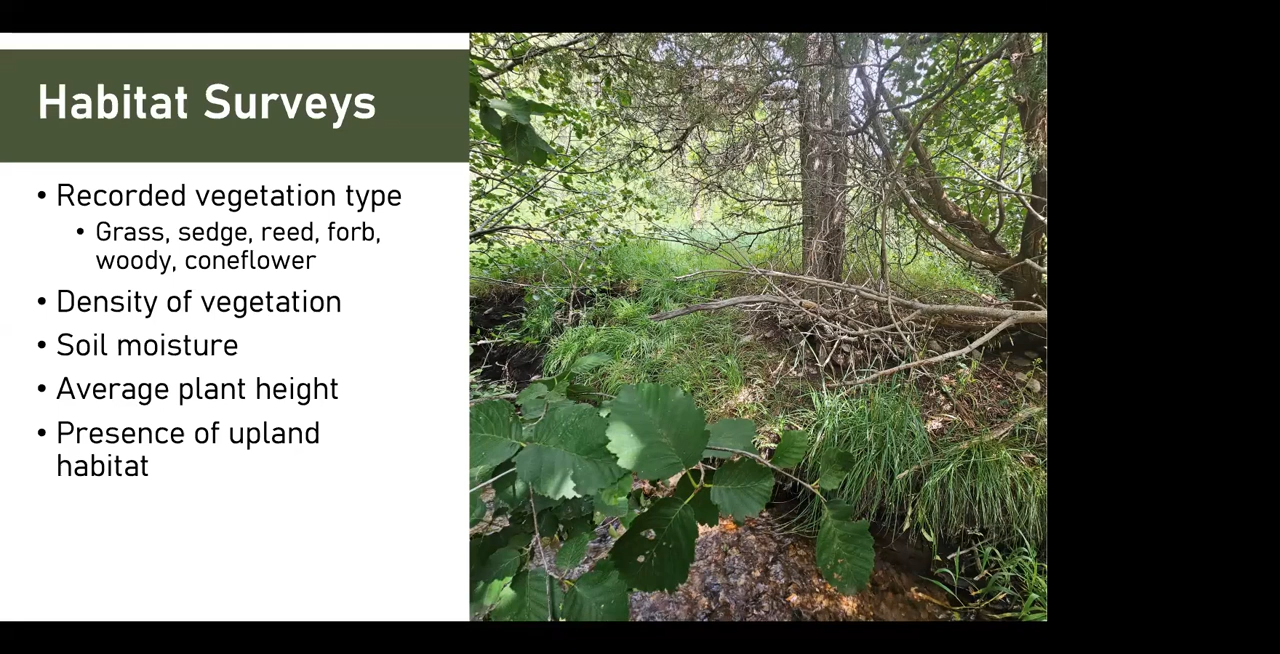 Habitat Surveys
• Recorded vegetation type
• Grass, sedge, reed, forb,
woody, coneflower
• Density of vegetation
• Soil moisture
• Average plant height
• Presence of upland
habitat